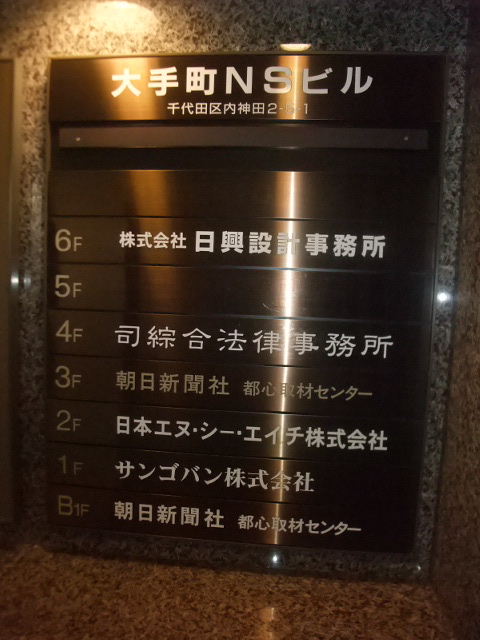 大手町NSビル
千代田区内神田2-5-1
6F 株式会社 日興設計事務所
5F
4F 司綜合法律事務所
3F 朝日新聞社 都心取材センター
2F 日本エヌ・シー・エイチ株式会社
1F サンゴバン株式会社
B1F 朝日新聞社 都心取材センター